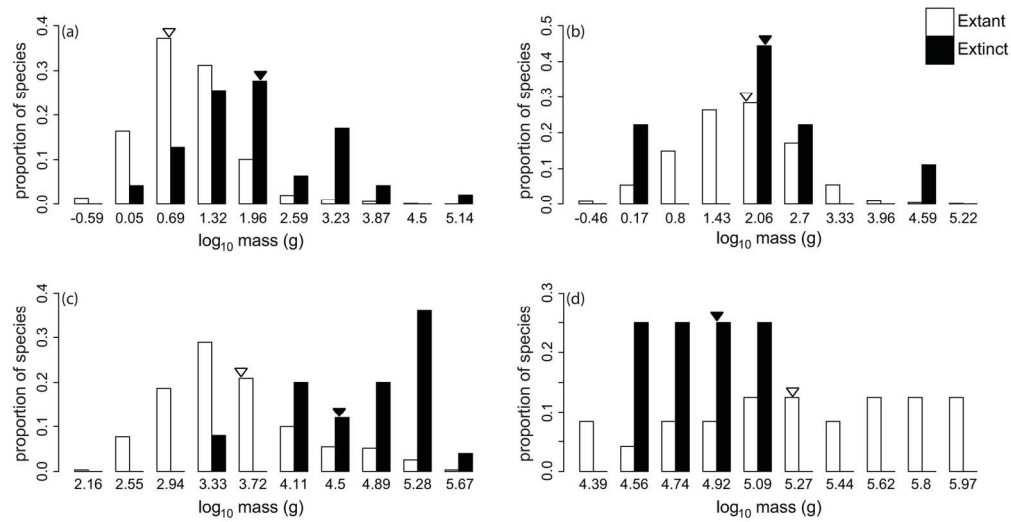 (a)
0.4
0.3
0.2
0.1
0.0
proportion of species
-0.59 0.05 0.69 1.32 1.96 2.59 3.23 3.87 4.5 5.14
log10 mass (g)
(b)
0.5
0.4
0.3
0.2
0.1
0.0
proportion of species
-0.46 0.17 0.8 1.43 2.06 2.7 3.33 3.96 4.59 5.22
log10 mass (g)
Extant
Extinct
(c)
0.4
0.3
0.2
0.1
0.0
proportion of species
2.16 2.55 2.94 3.33 3.72 4.11 4.5 4.89 5.28 5.67
log10 mass (g)
(d)
0.3
0.2
0.1
0.0
proportion of species
4.39 4.56 4.74 4.92 5.09 5.27 5.44 5.62 5.8 5.97
log10 mass (g)